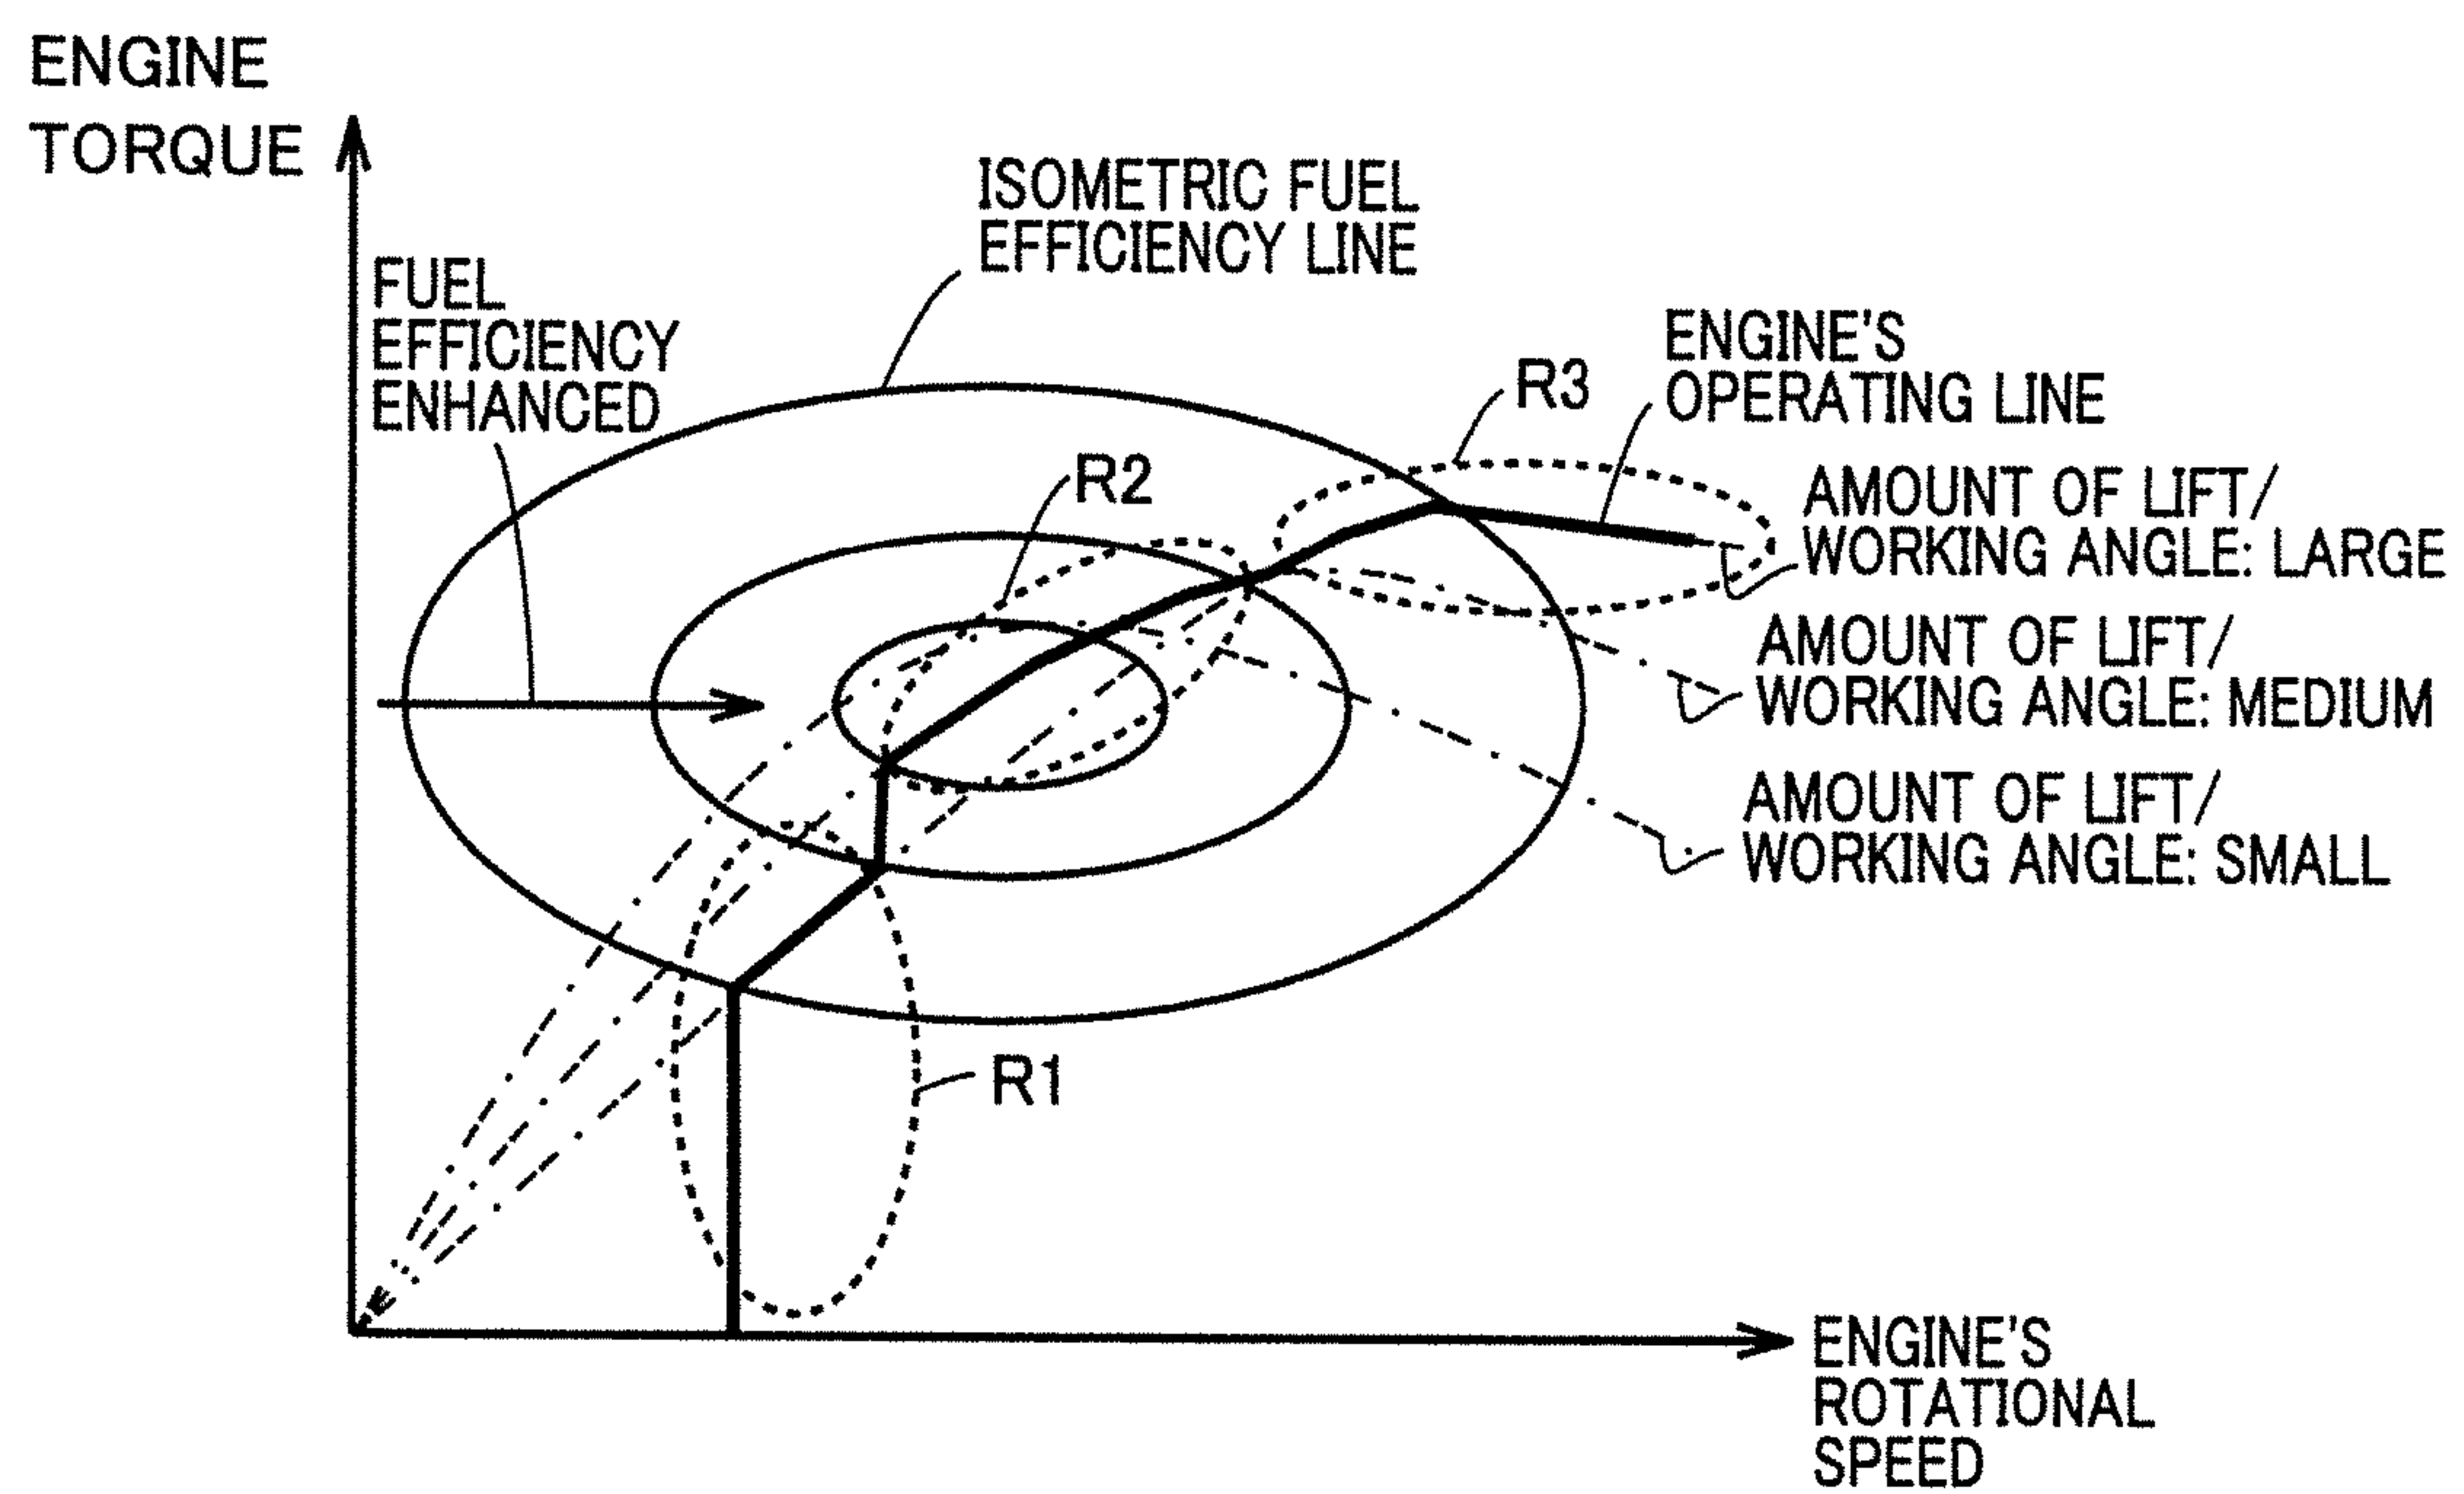 ENGINE
TORQUE
ISOMETRIC FUEL
EFFICIENCY LINE
FUEL
EFFICIENCY
ENHANCED
R2
R3
ENGINE'S
OPERATING LINE
AMOUNT OF LIFT/
WORKING ANGLE: LARGE
AMOUNT OF LIFT/
WORKING ANGLE: MEDIUM
AMOUNT OF LIFT/
WORKING ANGLE: SMALL
R1
ENGINE'S
ROTATIONAL
SPEED